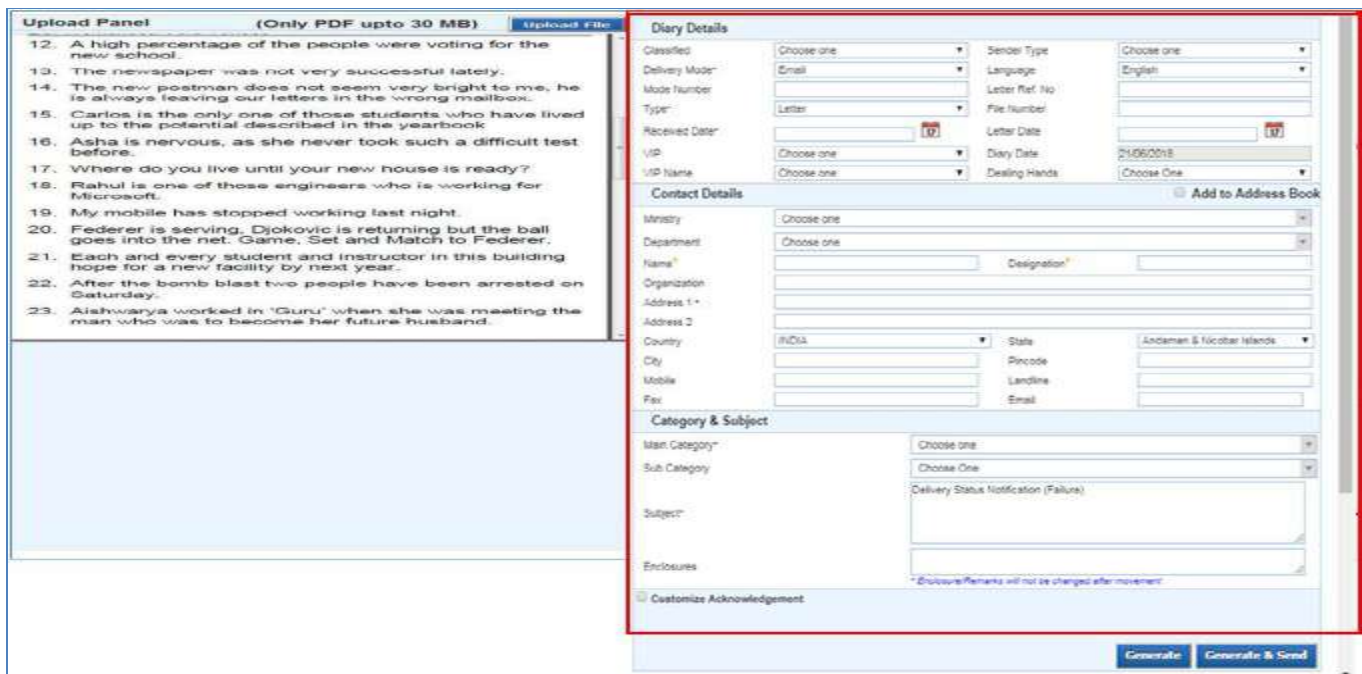 Upload Panel (Only PDF upto 30 MB) Upload File
12. A high percentage of the people were voting for the
new school.
13. The newspaper was not very successful lately.
14. The new postman does not seem very bright to me, he
is always leaving our letters in the wrong mailbox.
15. Carlos is the only one of those students who have lived
up to the potential described in the yearbook
16. Asha is nervous, as she never took such a difficult test
before.
17. Where do you live until your new house is ready?
18. Rahul is one of those engineers who is working for
Microsoft.
19. My mobile has stopped working last night.
20. Federer is serving, Djokovic is returning but the ball
goes into the net. Game, Set and Match to Federer.
21. Each and every student and instructor in this building
hope for a new facility by next year.
22. After the bomb blast two people have been arrested on
Saturday.
23. Aishwarya worked in 'Guru' when she was meeting the
man who was to become her future husband.
Diary Details
Classified Choose one Sender Type Choose one
Delivery Mode* Email Language English
Mode Number Letter Ref. No
Type* Letter File Number
Received Date* 17 Letter Date 17
VIP Choose one Diary Date 21/06/2018
VIP Name Choose one Dealing Hands Choose One
Contact Details Add to Address Book
Ministry Choose one
Department Choose one
Name* Designation*
Organization
Address 1 *
Address 2
Country INDIA State Andaman & Nicobar Islands
City Pincode
Mobile Landline
Fax Email
Category & Subject
Main Category* Choose one
Sub Category Choose One
Subject* Delivery Status Notification (Failure)
Enclosures
* Enclosure/Remarks will not be changed after movement
Customize Acknowledgement
Generate Generate & Send